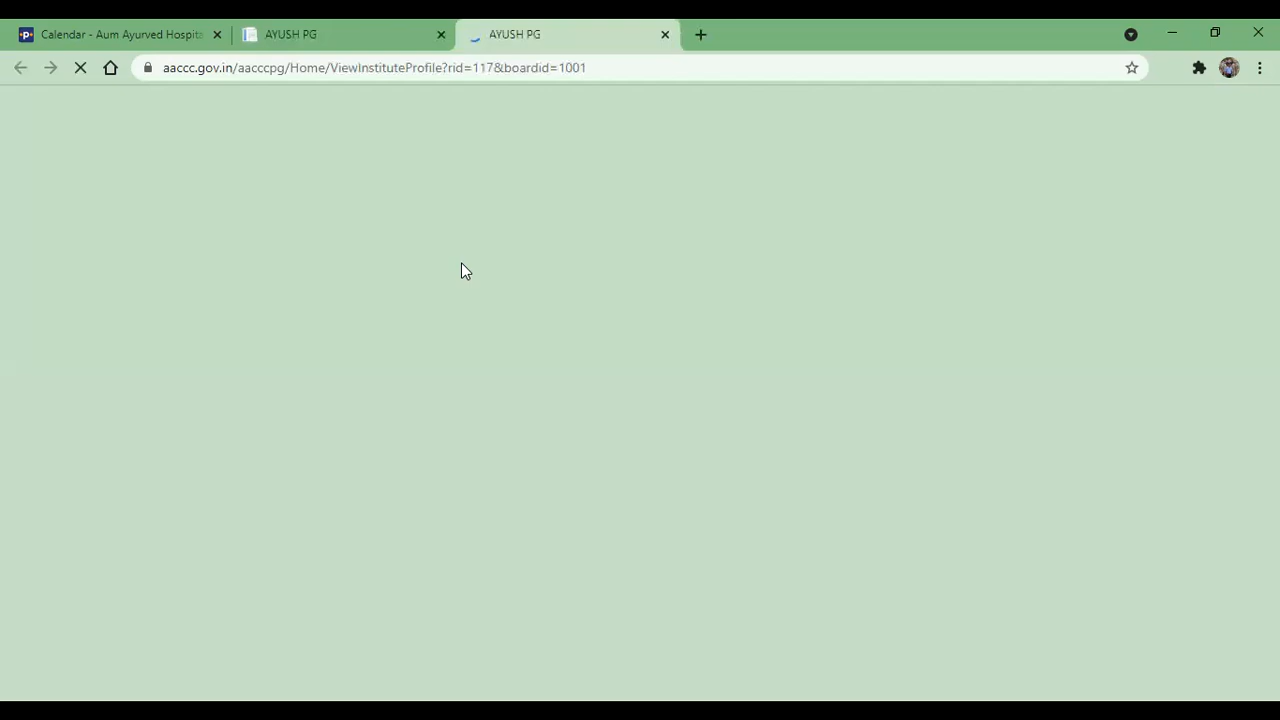 Calendar - Aum Ayurved Hospita
AYUSH PG
AYUSH PG
aaccc.gov.in/aacccpg/Home/ViewInstituteProfile?rid=117&boardid=1001